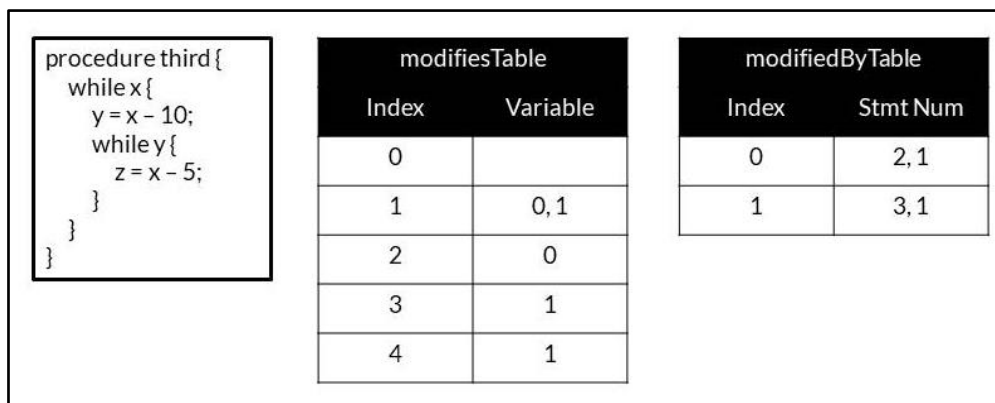 procedure third {
while x {
y = x – 10;
while y {
z = x – 5;
}
}
}
modifiesTable
Index Variable
0
1 0, 1
2 0
3 1
4 1
modifiedByTable
Index Stmt Num
0 2, 1
1 3, 1